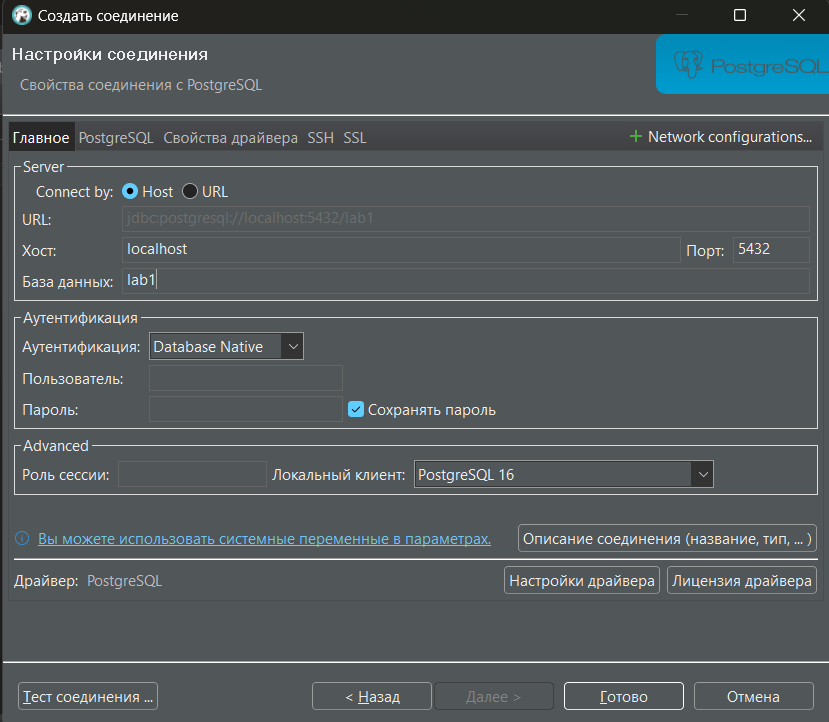 Создать соединение
Настройки соединения
Свойства соединения с PostgreSQL
PostgreSQL
Главное PostgreSQL Свойства драйвера SSH SSL + Network configurations...
Server
Connect by: Host URL
URL: jdbc:postgresql://localhost:5432/lab1
Хост: localhost Порт: 5432
База данных: lab1
Аутентификация
Аутентификация: Database Native
Пользователь:
Пароль: Сохранять пароль
Advanced
Роль сессии: Локальный клиент: PostgreSQL 16
Вы можете использовать системные переменные в параметрах. Описание соединения (название, тип, ... )
Драйвер: PostgreSQL Настройки драйвера Лицензия драйвера
Тест соединения ... < Назад Далее > Готово Отмена